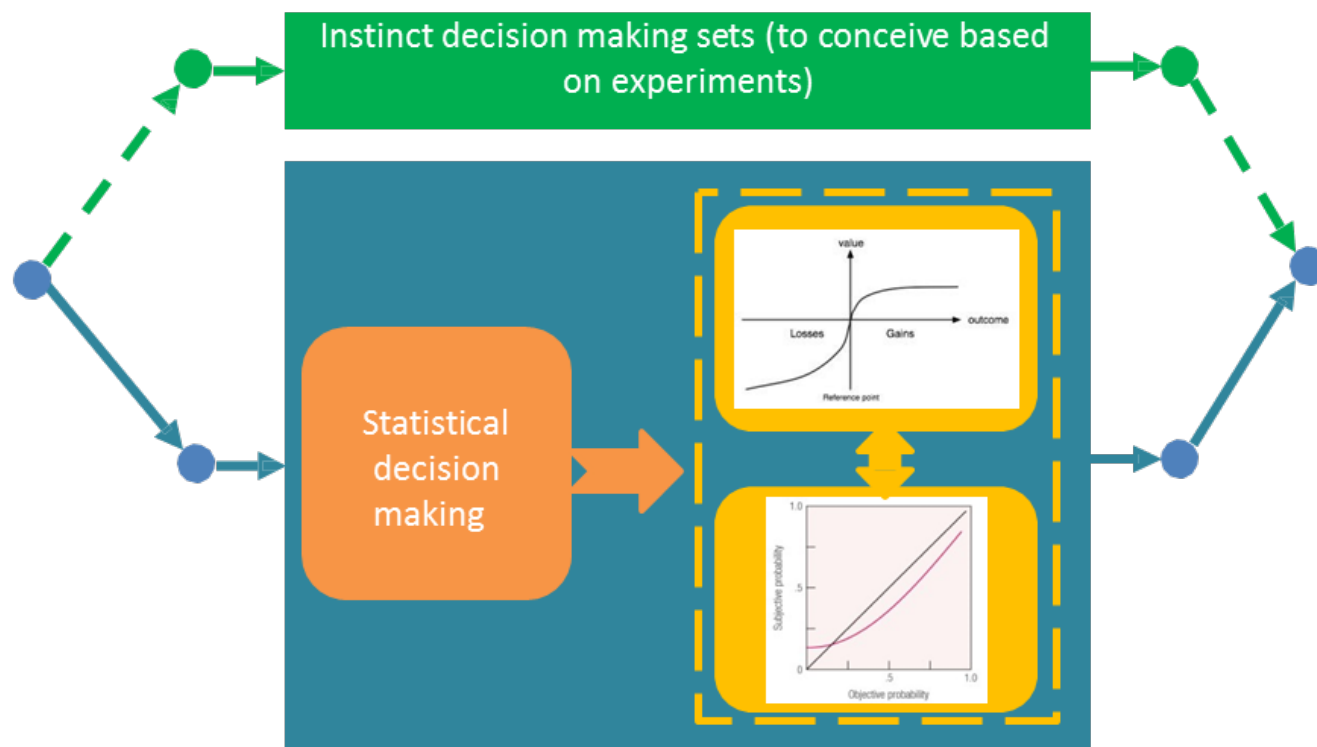 Instinct decision making sets (to conceive based
on experiments)
value
outcome
Losses
Gains
Reference point
Statistical
decision
making
1.0
Subjective probability
.5
0
.5
1.0
Objective probability